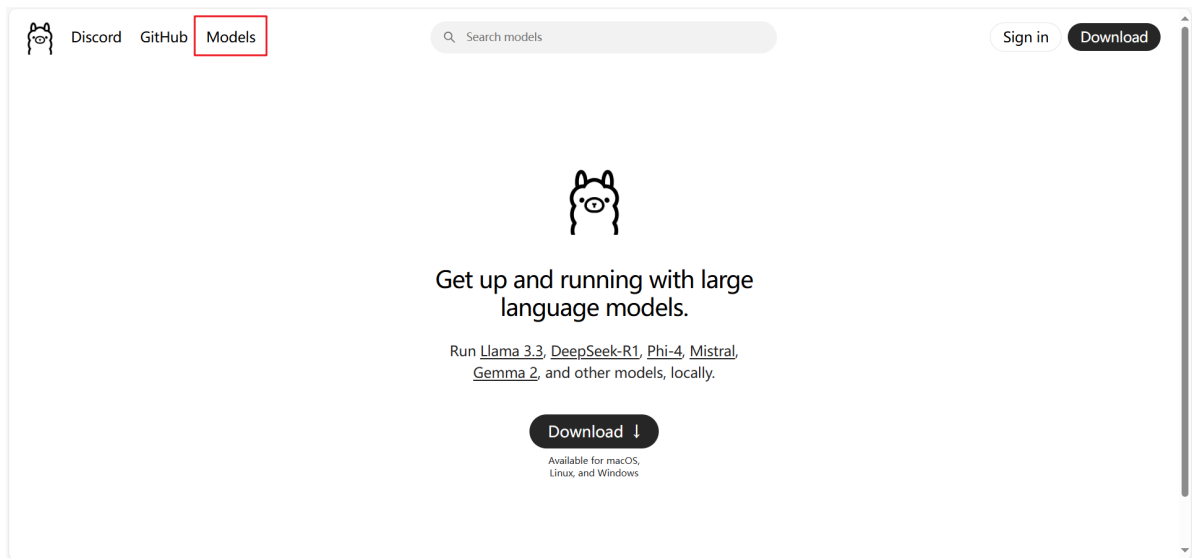 Discord GitHub Models Search models Sign in Download
Get up and running with large
language models.
Run Llama 3.3, DeepSeek-R1, Phi-4, Mistral,
Gemma 2, and other models, locally.
Download ↓
Available for macOS,
Linux, and Windows